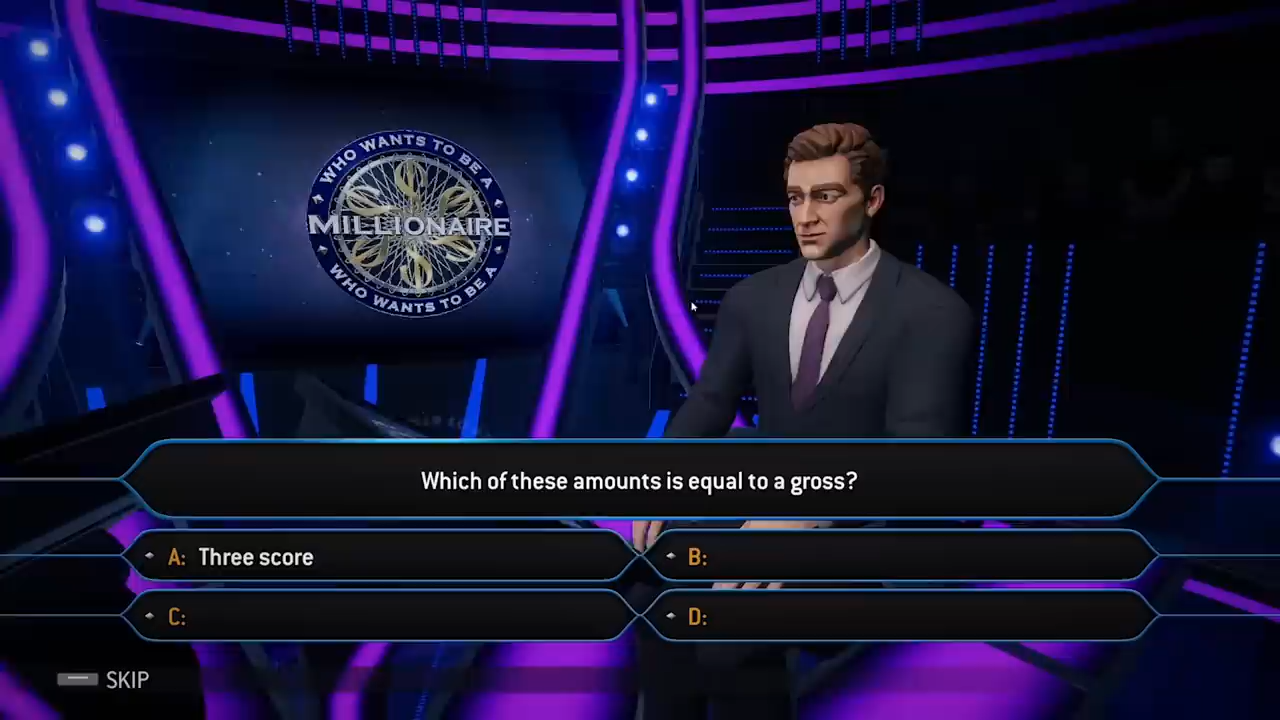 WHO WANTS TO BE A
MILLIONAIRE
WHO WANTS TO BE A
Which of these amounts is equal to a gross?
A: Three score
B:
C:
D:
SKIP